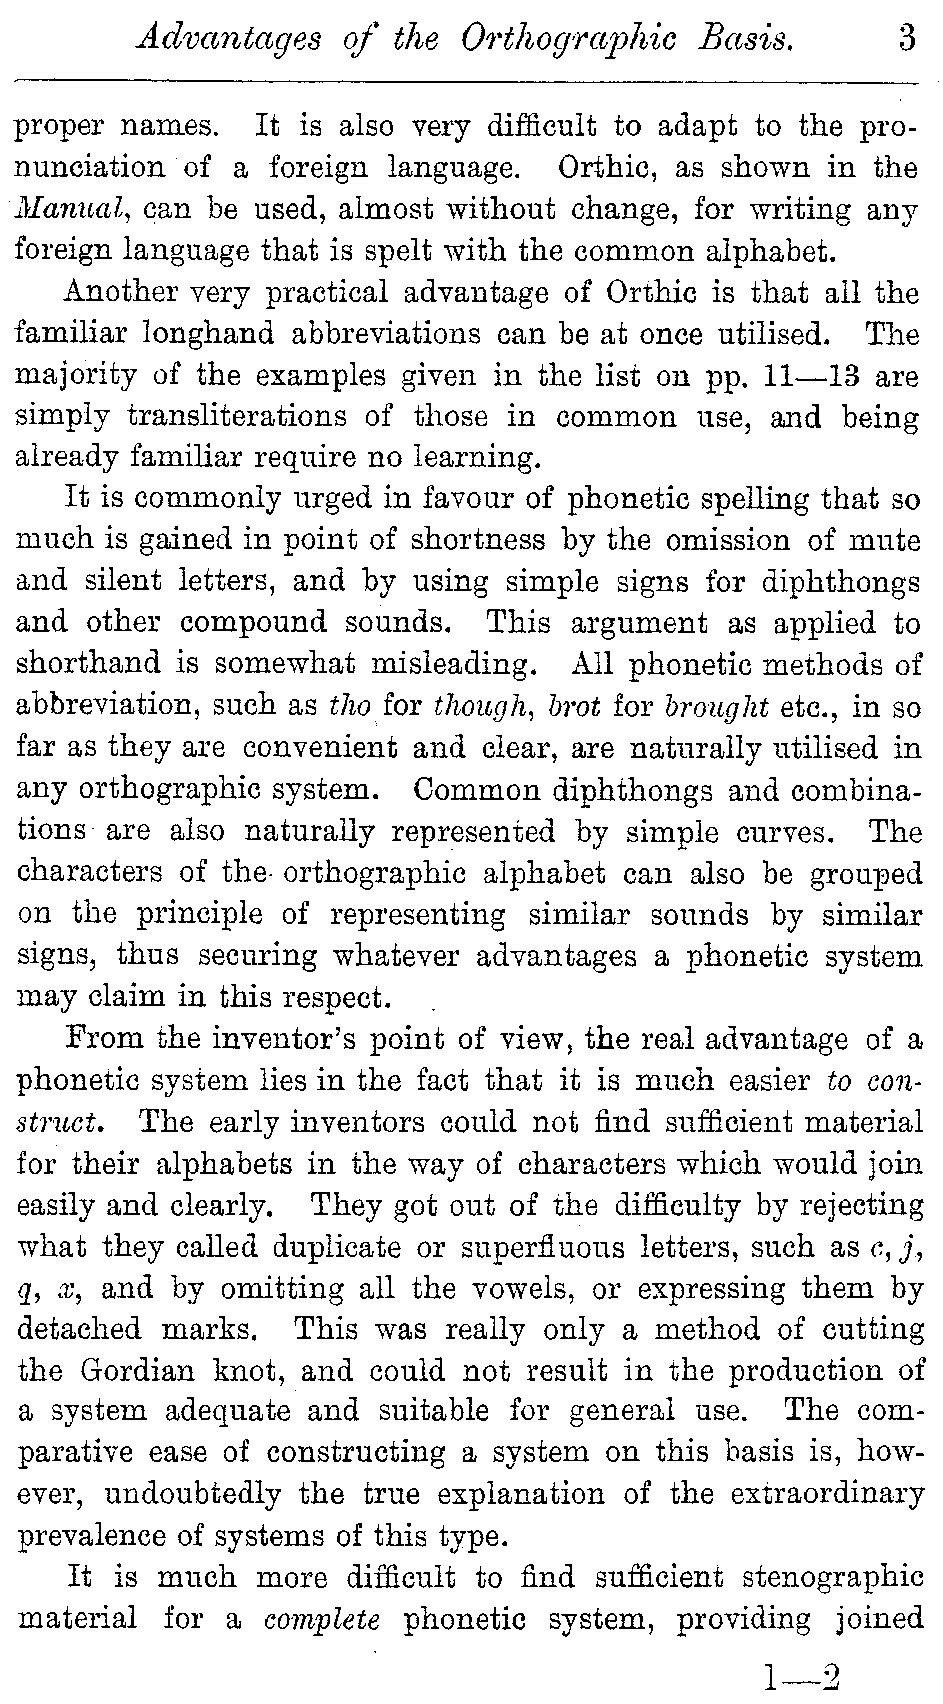 Advantages of the Orthographic Basis. 3
proper names. It is also very difficult to adapt to the pro-
nunciation of a foreign language. Orthic, as shown in the
Manual, can be used, almost without change, for writing any
foreign language that is spelt with the common alphabet.
Another very practical advantage of Orthic is that all the
familiar longhand abbreviations can be at once utilised. The
majority of the examples given in the list on pp. 11—13 are
simply transliterations of those in common use, and being
already familiar require no learning.
It is commonly urged in favour of phonetic spelling that so
much is gained in point of shortness by the omission of mute
and silent letters, and by using simple signs for diphthongs
and other compound sounds. This argument as applied to
shorthand is somewhat misleading. All phonetic methods of
abbreviation, such as tho for though, brot for brought etc., in so
far as they are convenient and clear, are naturally utilised in
any orthographic system. Common diphthongs and combina-
tions are also naturally represented by simple curves. The
characters of the orthographic alphabet can also be grouped
on the principle of representing similar sounds by similar
signs, thus securing whatever advantages a phonetic system
may claim in this respect.
From the inventor's point of view, the real advantage of a
phonetic system lies in the fact that it is much easier to con-
struct. The early inventors could not find sufficient material
for their alphabets in the way of characters which would join
easily and clearly. They got out of the difficulty by rejecting
what they called duplicate or superfluous letters, such as c, j,
q, x, and by omitting all the vowels, or expressing them by
detached marks. This was really only a method of cutting
the Gordian knot, and could not result in the production of
a system adequate and suitable for general use. The com-
parative ease of constructing a system on this basis is, how-
ever, undoubtedly the true explanation of the extraordinary
prevalence of systems of this type.
It is much more difficult to find sufficient stenographic
material for a complete phonetic system, providing joined
1—2